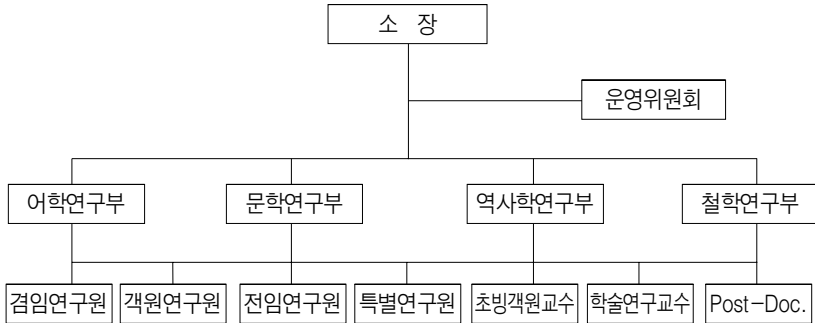 소 장
운영위원회
어학연구부 문학연구부 역사학연구부 철학연구부
겸임연구원 객원연구원 전임연구원 특별연구원 초빙객원교수 학술연구교수 Post-Doc.